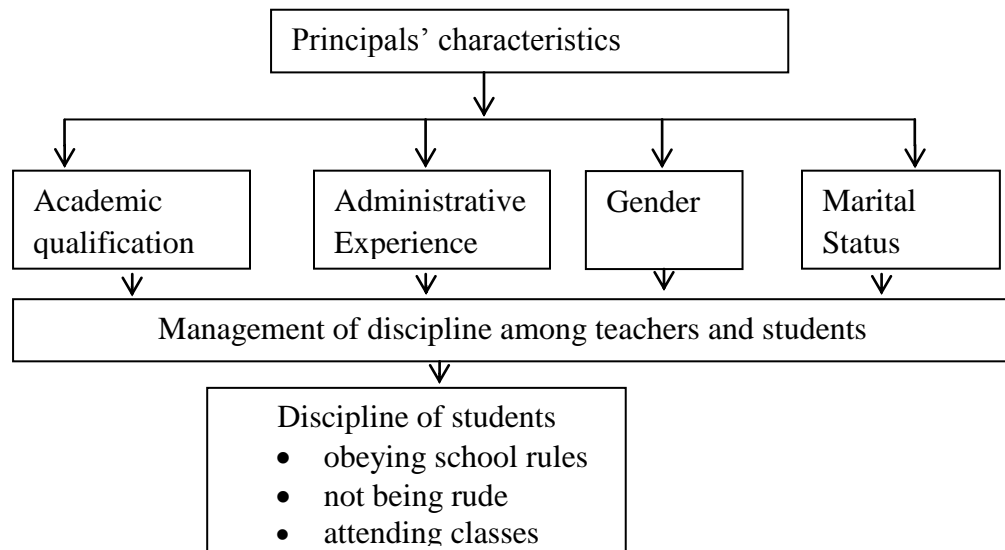 Principals’ characteristics
Academic
qualification
Administrative
Experience
Gender
Marital
Status
Management of discipline among teachers and students
Discipline of students
• obeying school rules
• not being rude
• attending classes